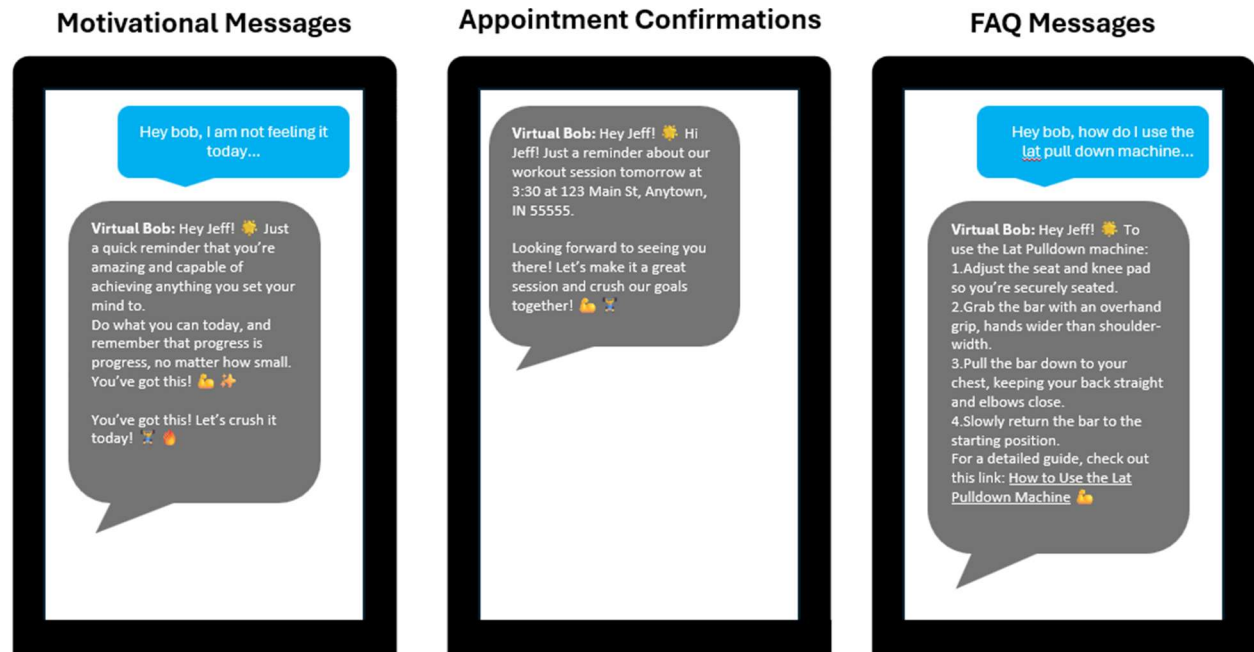 Motivational Messages
Hey bob, I am not feeling it
today...
Virtual Bob: Hey Jeff! 🌟 Just
a quick reminder that you’re
amazing and capable of
achieving anything you set your
mind to.
Do what you can today, and
remember that progress is
progress, no matter how small.
You’ve got this! 💪 ✨
You’ve got this! Let’s crush it
today! 🏋️ 🔥
Appointment Confirmations
Virtual Bob: Hey Jeff! 🌟 Hi
Jeff! Just a reminder about our
workout session tomorrow at
3:30 at 123 Main St, Anytown,
IN 55555.
Looking forward to seeing you
there! Let’s make it a great
session and crush our goals
together! 💪 🏋️
FAQ Messages
Hey bob, how do I use the
lat pull down machine...
Virtual Bob: Hey Jeff! 🌟 To
use the Lat Pulldown machine:
1.Adjust the seat and knee pad
so you’re securely seated.
2.Grab the bar with an overhand
grip, hands wider than shoulder-
width.
3.Pull the bar down to your
chest, keeping your back straight
and elbows close.
4.Slowly return the bar to the
starting position.
For a detailed guide, check out
this link: How to Use the Lat
Pulldown Machine 💪